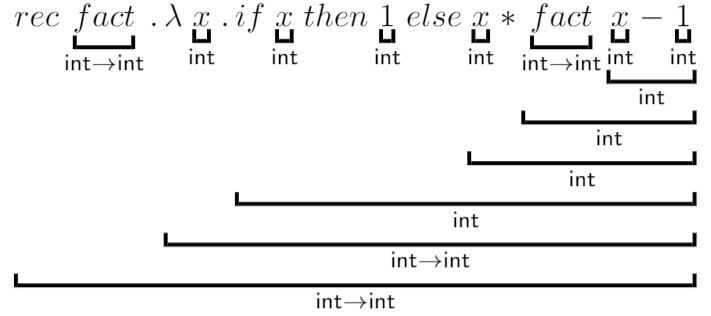 rec fact . λ x . if x then 1 else x * fact x − 1
int→int int int int int int→int int int
int
int
int
int
int→int
int→int